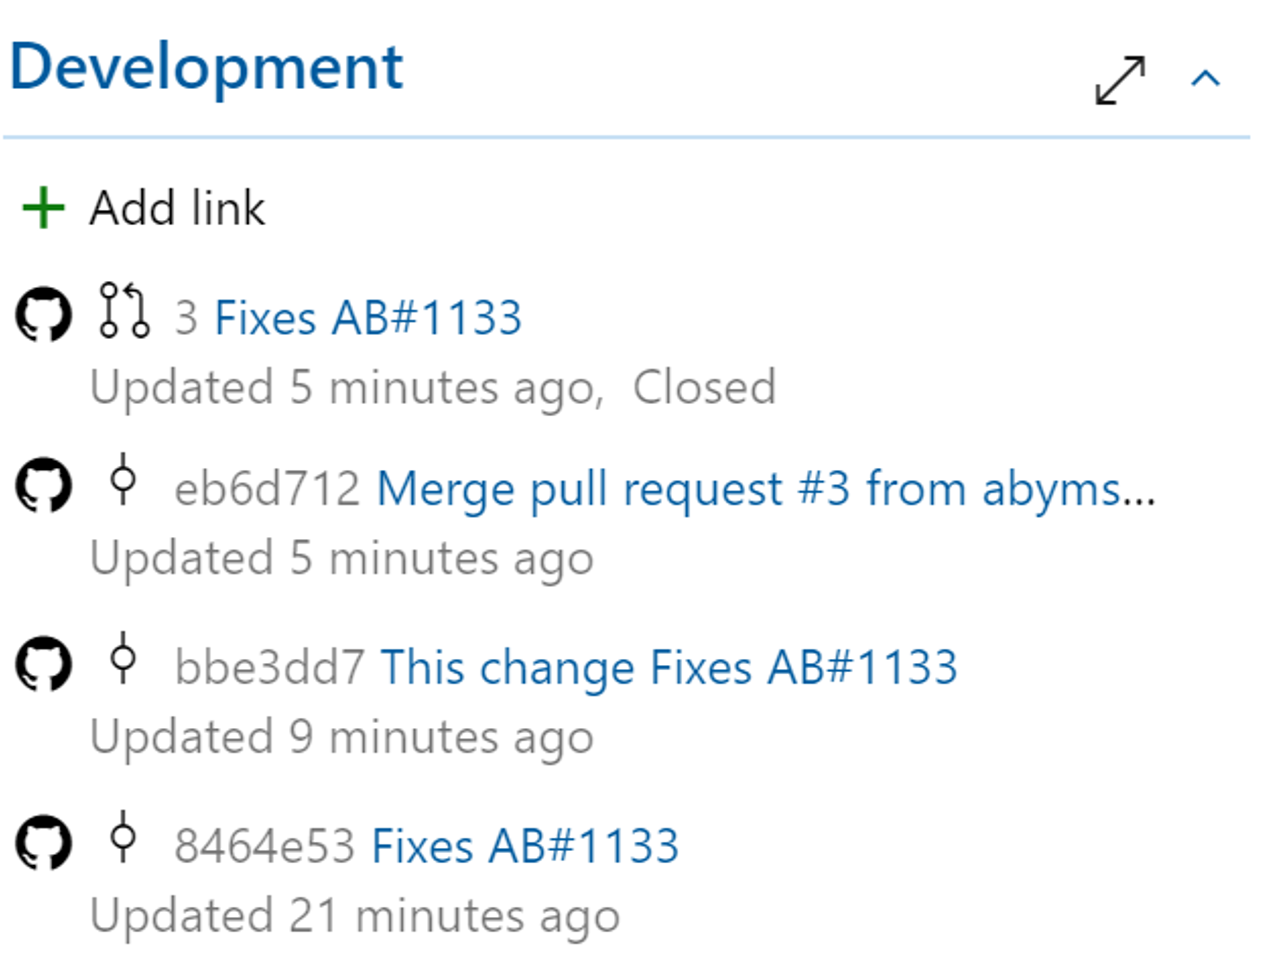 Development
Add link
3 Fixes AB#1133
Updated 5 minutes ago, Closed
eb6d712 Merge pull request #3 from abyms...
Updated 5 minutes ago
bbe3dd7 This change Fixes AB#1133
Updated 9 minutes ago
8464e53 Fixes AB#1133
Updated 21 minutes ago